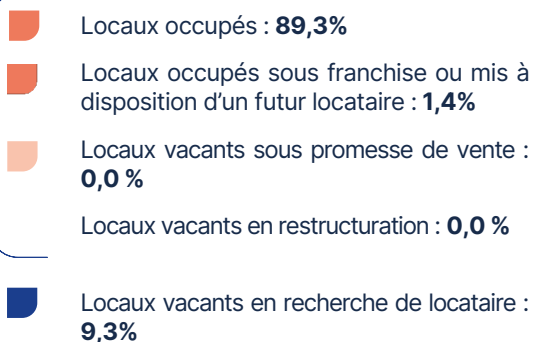 Locaux occupés : 89,3%
Locaux occupés sous franchise ou mis à
disposition d’un futur locataire : 1,4%
Locaux vacants sous promesse de vente :
0,0 %
Locaux vacants en restructuration : 0,0 %
Locaux vacants en recherche de locataire :
9,3%